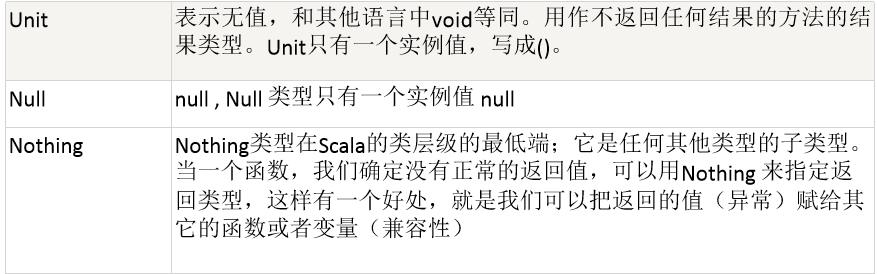 Unit
表示无值，和其他语言中void等同。用作不返回任何结果的方法的结
果类型。Unit只有一个实例值，写成()。
Null
null , Null 类型只有一个实例值 null
Nothing
Nothing类型在Scala的类层级的最低端；它是任何其他类型的子类型。
当一个函数，我们确定没有正常的返回值，可以用Nothing 来指定返
回类型，这样有一个好处，就是我们可以把返回的值（异常）赋给其
它的函数或者变量（兼容性）